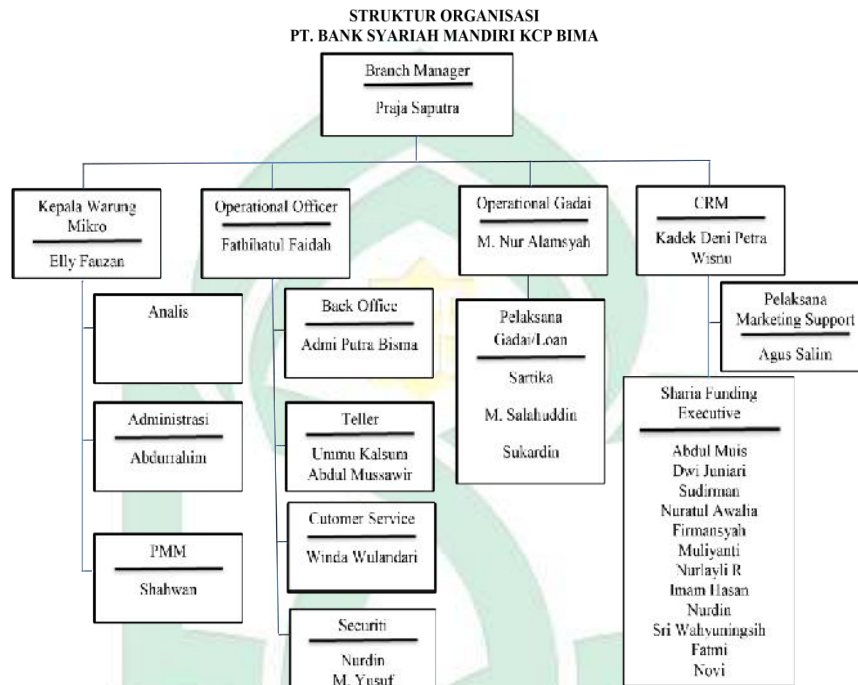 STRUKTUR ORGANISASI
PT. BANK SYARIAH MANDIRI KCP BIMA
Branch Manager
Praja Saputra
Kepala Warung
Mikro
Elly Fauzan
Operational Officer
Fathihatul Faidah
Operational Gadai
M. Nur Alamsyah
CRM
Kadek Deni Petra
Wisnu
Analis
Administrasi
Abdurrahim
PMM
Shahwan
Back Office
Admi Putra Bisma
Teller
Ummu Kalsum
Abdul Mussawir
Cutomer Service
Winda Wulandari
Securiti
Nurdin
M. Yusuf
Pelaksana
Gadai/Loan
Sartika
M. Salahuddin
Sukardin
Pelaksana
Marketing Support
Agus Salim
Sharia Funding
Executive
Abdul Muis
Dwi Juniari
Sudirman
Nuratul Awalia
Firmansyah
Muliyanti
Nurlayli R
Imam Hasan
Nurdin
Sri Wahyuningsih
Fatmi
Novi